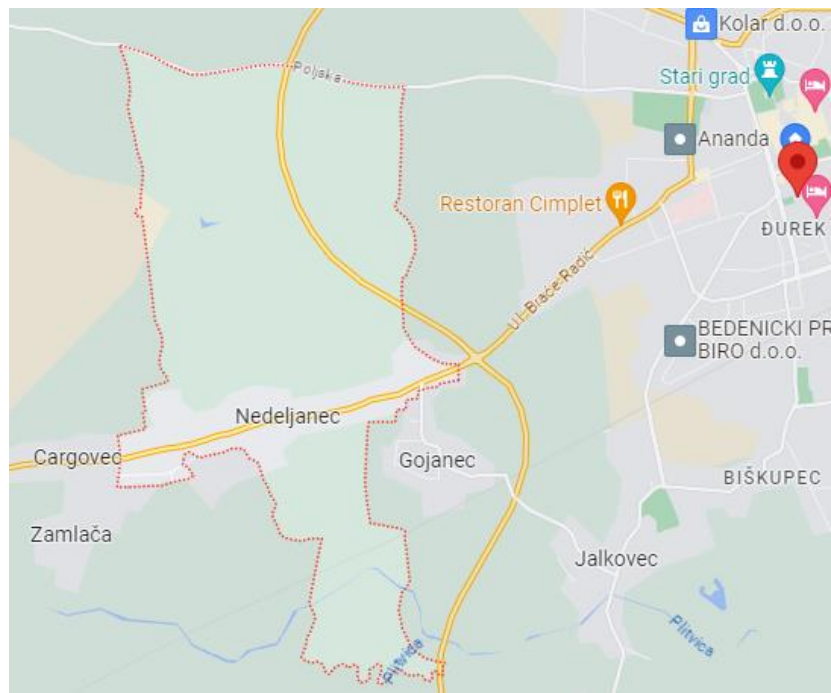 Kolar d.o.o.
Poljska
Stari grad
Ananda
Restoran Cimplet
ĐUREK
Ul. Braće Radić
BEDENICKI PR
BIRO d.o.o.
Nedeljanec
Cargovec
Gojanec
BIŠKUPEC
Zamlača
Jalkovec
Plitvica
Plitvica